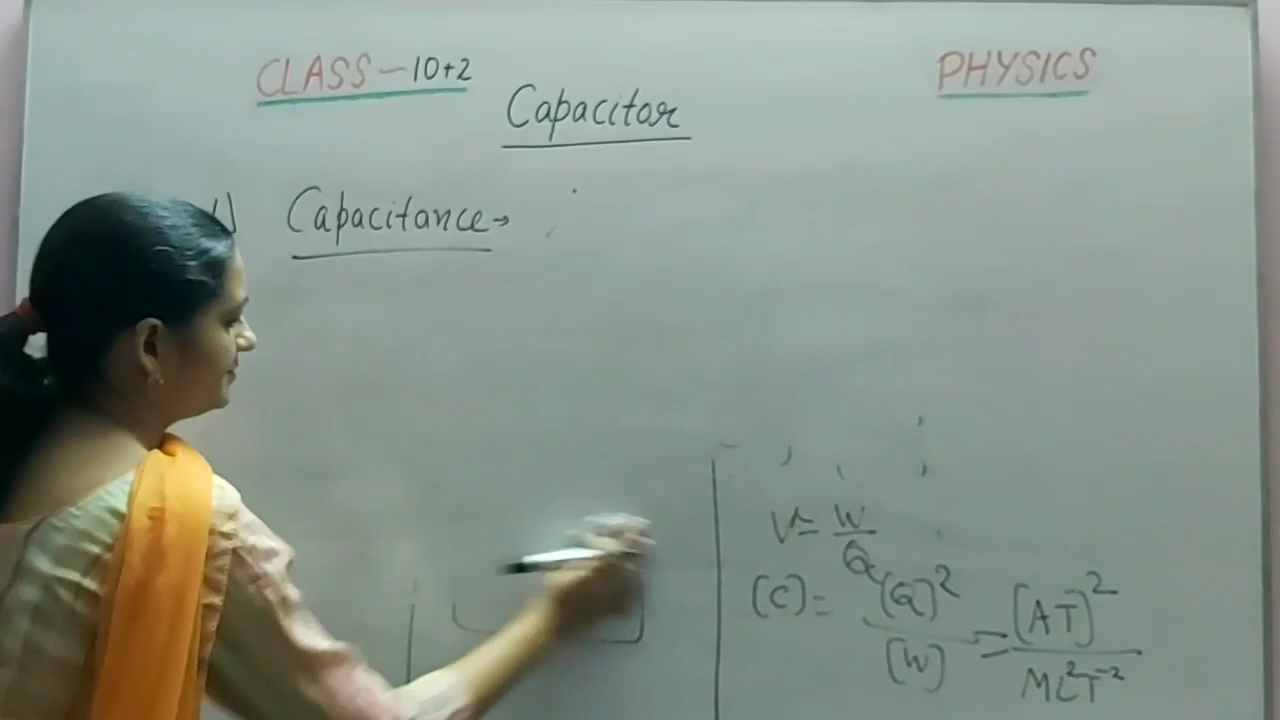 CLASS - 10+2
PHYSICS
Capacitor
1) Capacitance →
V = W/Q
[C] = [Q]²/[W] = [AT]²/ML²T⁻²